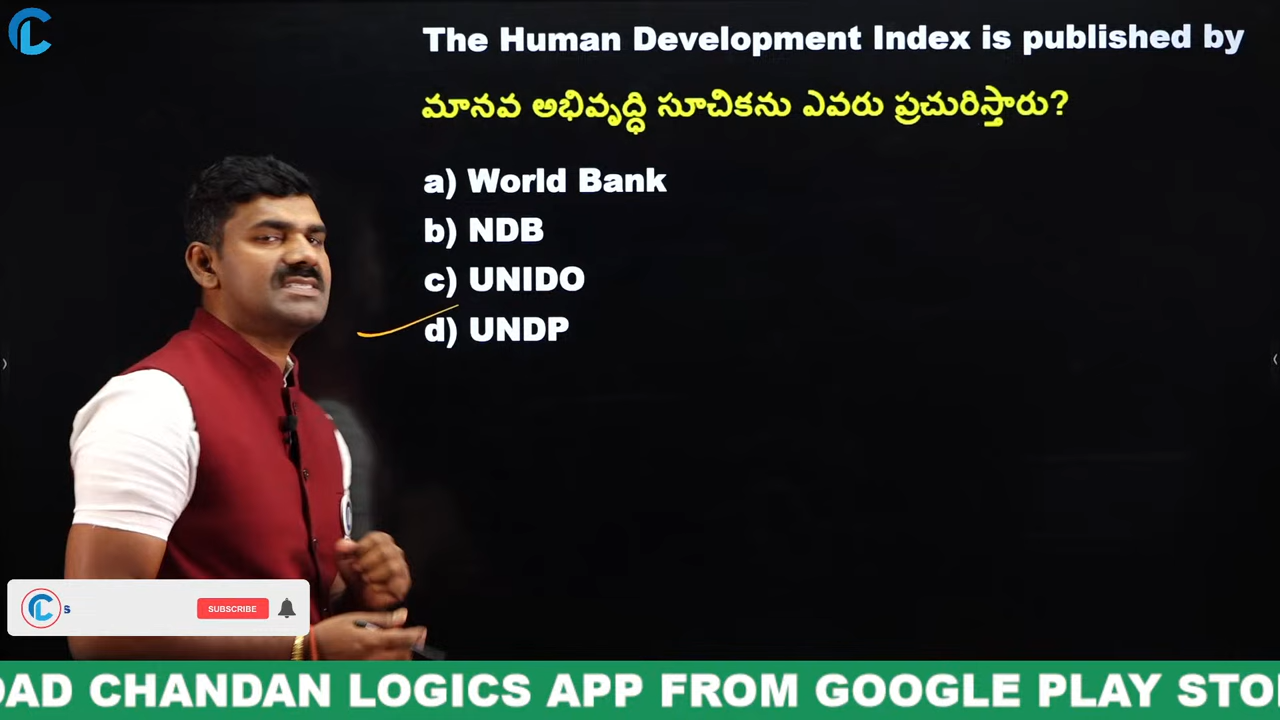 The Human Development Index is published by
మానవ అభివృద్ధి సూచికను ఎవరు ప్రచురిస్తారు?
a) World Bank
b) NDB
c) UNIDO
d) UNDP
s
SUBSCRIBE
OAD CHANDAN LOGICS APP FROM GOOGLE PLAY STO